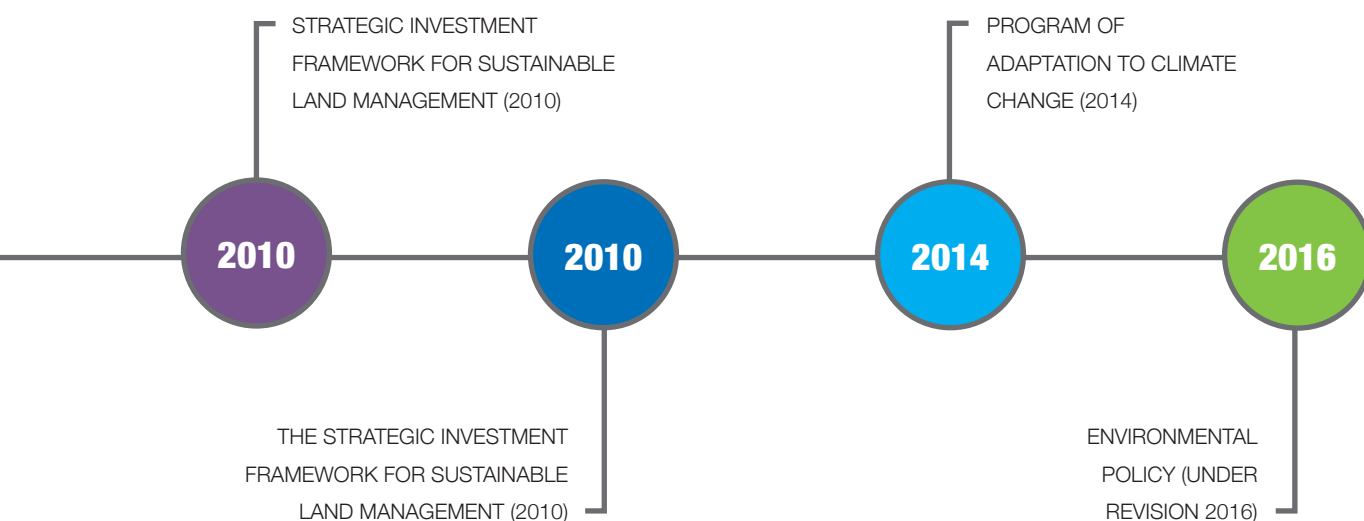 STRATEGIC INVESTMENT
FRAMEWORK FOR SUSTAINABLE
LAND MANAGEMENT (2010)
PROGRAM OF
ADAPTATION TO CLIMATE
CHANGE (2014)
2010
2010
2014
2016
THE STRATEGIC INVESTMENT
FRAMEWORK FOR SUSTAINABLE
LAND MANAGEMENT (2010)
ENVIRONMENTAL
POLICY (UNDER
REVISION 2016)